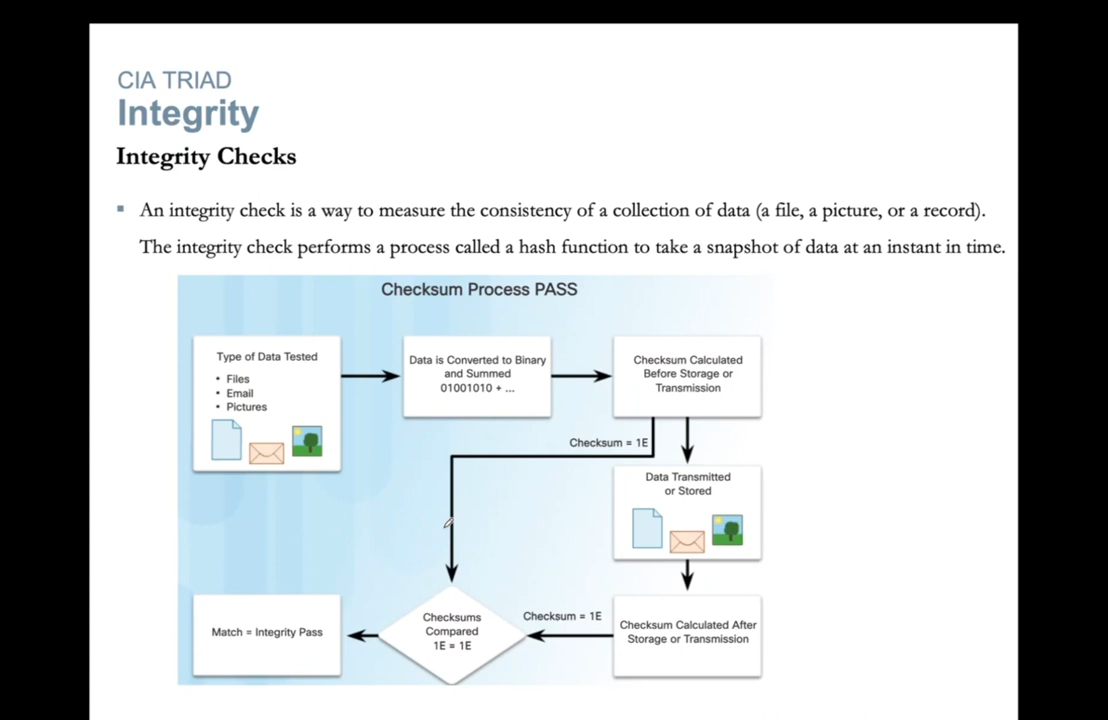 CIA TRIAD
Integrity
Integrity Checks
▪ An integrity check is a way to measure the consistency of a collection of data (a file, a picture, or a record).
The integrity check performs a process called a hash function to take a snapshot of data at an instant in time.
Checksum Process PASS
Type of Data Tested
• Files
• Email
• Pictures
Data is Converted to Binary
and Summed
01001010 + ...
Checksum Calculated
Before Storage or
Transmission
Checksum = 1E
Data Transmitted
or Stored
Checksum Calculated After
Storage or Transmission
Checksum = 1E
Checksums
Compared
1E = 1E
Match = Integrity Pass